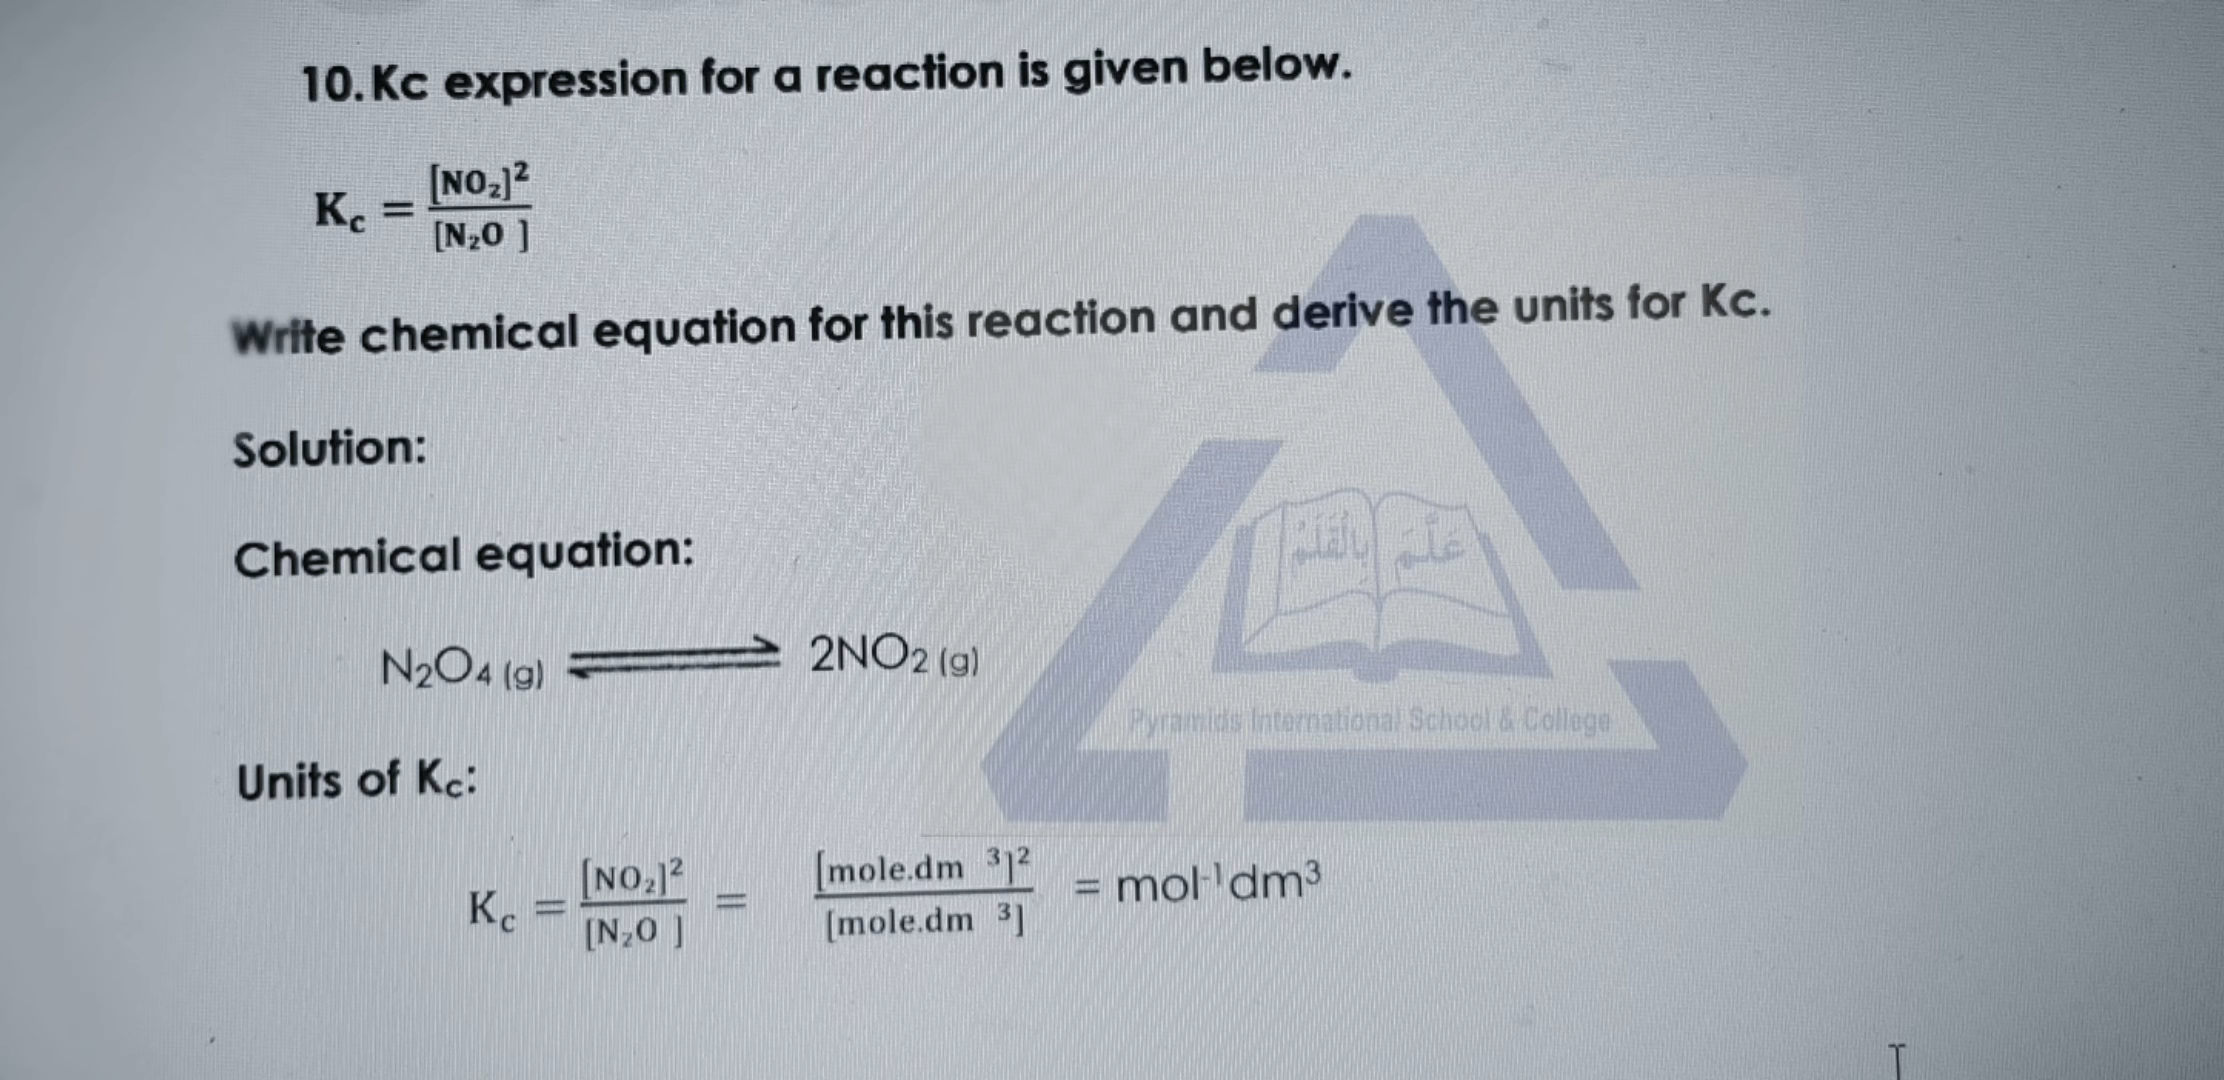 10. Kc expression for a reaction is given below.
K꜀ = [NO₂]² / [N₂O ]
Write chemical equation for this reaction and derive the units for Kc.
Solution:
Chemical equation:
N₂O₄ (g) ⇌ 2NO₂ (g)
عَلَّمَ بِالْقَلَمِ
Pyramids International School & College
Units of Kc:
K꜀ = [NO₂]² / [N₂O ] = [mole.dm ³]² / [mole.dm ³] = mol⁻¹dm³